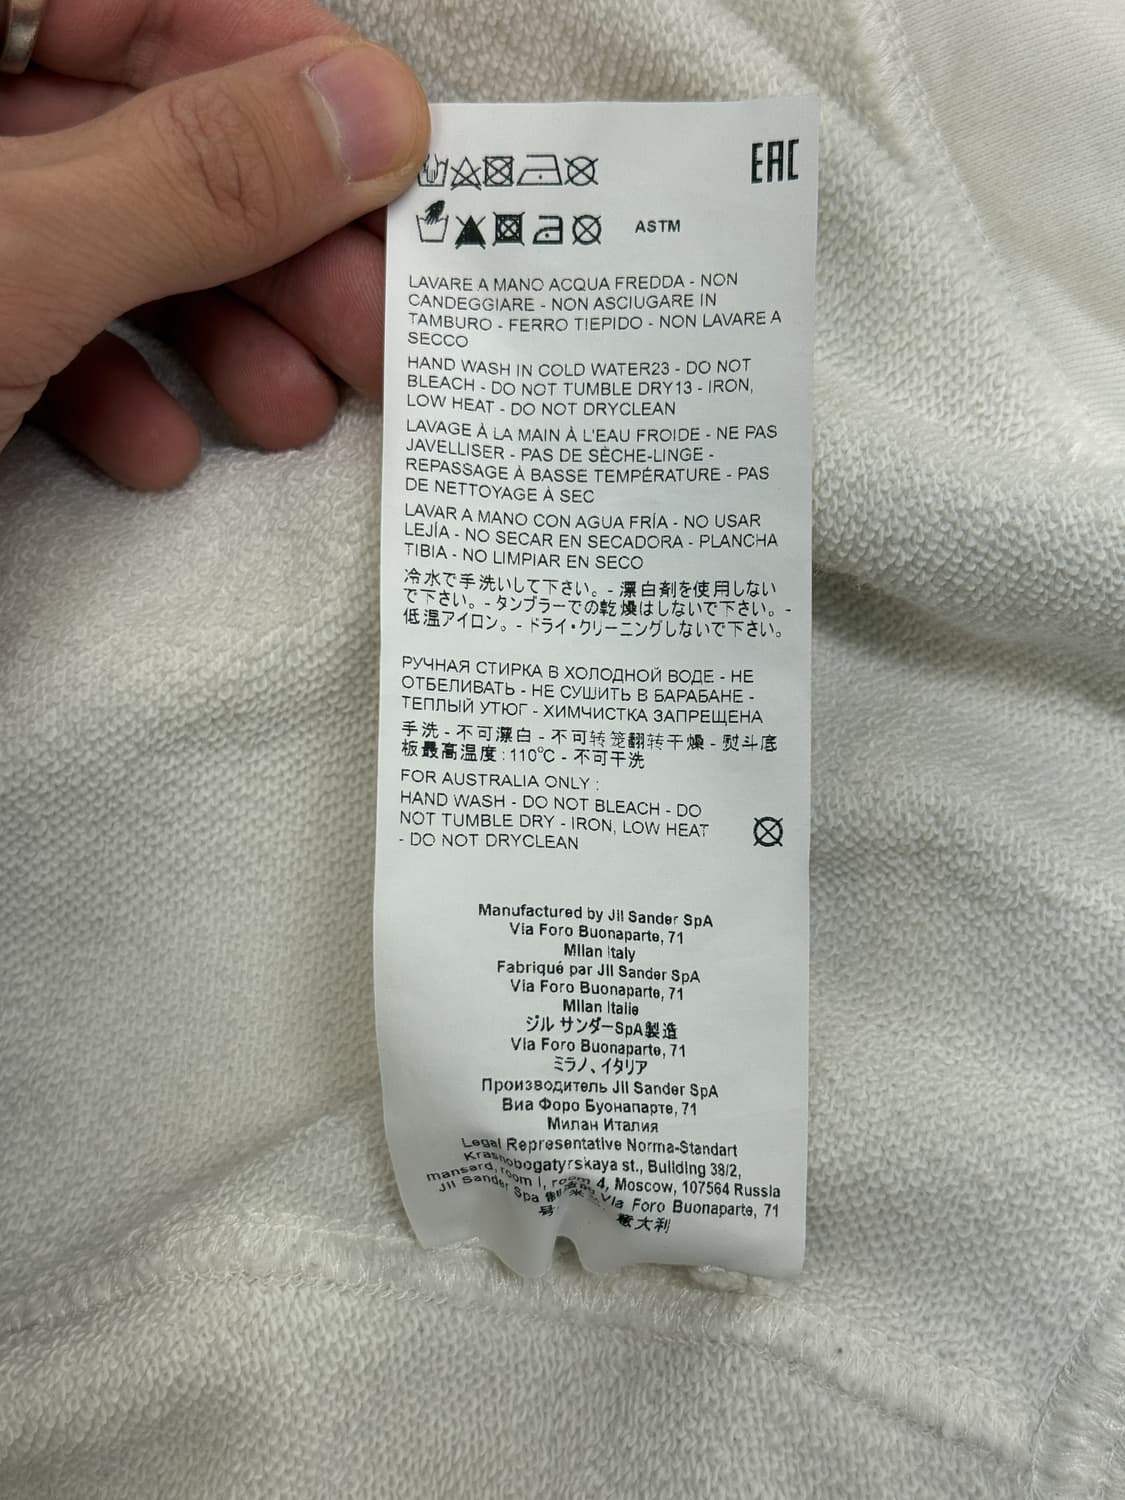 EAC
ASTM
LAVARE A MANO ACQUA FREDDA - NON
CANDEGGIARE - NON ASCIUGARE IN
TAMBURO - FERRO TIEPIDO - NON LAVARE A
SECCO
HAND WASH IN COLD WATER23 - DO NOT
BLEACH - DO NOT TUMBLE DRY13 - IRON,
LOW HEAT - DO NOT DRYCLEAN
LAVAGE À LA MAIN À L'EAU FROIDE - NE PAS
JAVELLISER - PAS DE SÈCHE-LINGE -
REPASSAGE À BASSE TEMPÉRATURE - PAS
DE NETTOYAGE À SEC
LAVAR A MANO CON AGUA FRÍA - NO USAR
LEJÍA - NO SECAR EN SECADORA - PLANCHA
TIBIA - NO LIMPIAR EN SECO
冷水で手洗いして下さい。- 漂白剤を使用しない
で下さい。- タンブラーでの乾燥はしないで下さい。-
低温アイロン。- ドライ・クリーニングしないで下さい。
РУЧНАЯ СТИРКА В ХОЛОДНОЙ ВОДЕ - НЕ
ОТБЕЛИВАТЬ - НЕ СУШИТЬ В БАРАБАНЕ -
ТЕПЛЫЙ УТЮГ - ХИМЧИСТКА ЗАПРЕЩЕНА
手洗 - 不可漂白 - 不可转笼翻转干燥 - 熨斗底
板最高温度 : 110℃ - 不可干洗
FOR AUSTRALIA ONLY :
HAND WASH - DO NOT BLEACH - DO
NOT TUMBLE DRY - IRON, LOW HEAT
- DO NOT DRYCLEAN
Manufactured by Jil Sander SpA
Via Foro Buonaparte, 71
Milan Italy
Fabriqué par Jil Sander SpA
Via Foro Buonaparte, 71
Milan Italie
ジル サンダーSpA製造
Via Foro Buonaparte, 71
ミラノ、イタリア
Производитель Jil Sander SpA
Виа Форо Буонапарте, 71
Милан Италия
Legal Representative Norma-Standart
Krasnobogatyrskaya st., Building 38/2,
mansard, room I, room 4, Moscow, 107564 Russia
Jil Sander Spa 制 Via Foro Buonaparte, 71
号 意大利